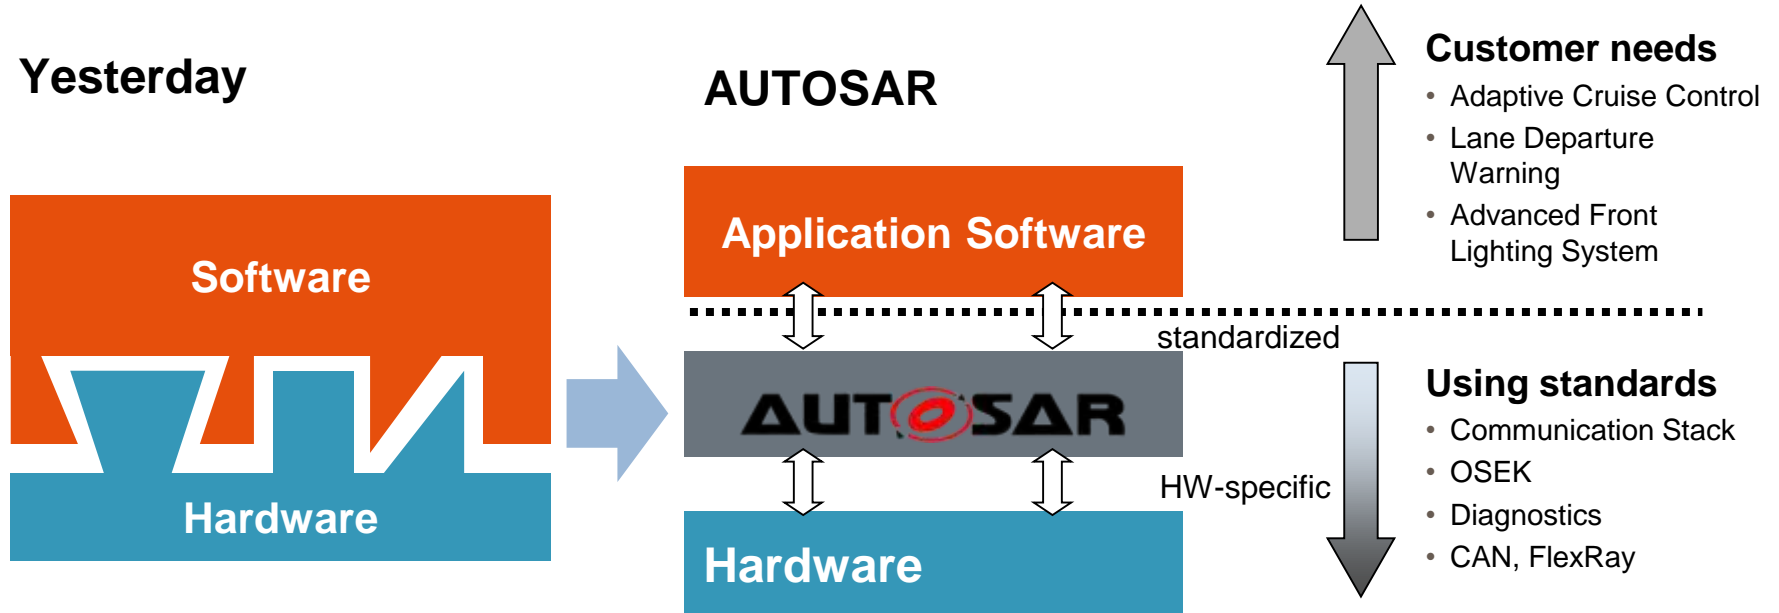 Yesterday
Software
Hardware
AUTOSAR
Application Software
standardized
AUTOSAR
HW-specific
Hardware
Customer needs
• Adaptive Cruise Control
• Lane Departure
Warning
• Advanced Front
Lighting System
Using standards
• Communication Stack
• OSEK
• Diagnostics
• CAN, FlexRay